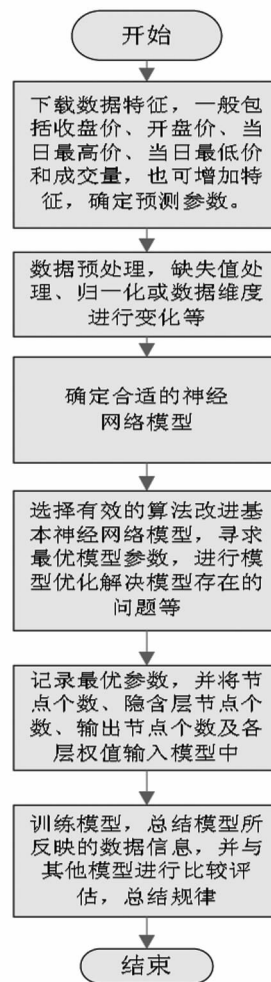 开始
下载数据特征，一般包
括收盘价、开盘价、当
日最高价、当日最低价
和成交量，也可增加特
征，确定预测参数。
数据预处理，缺失值处
理、归一化或数据维度
进行变化等
确定合适的神经
网络模型
选择有效的算法改进基
本神经网络模型，寻求
最优模型参数，进行模
型优化解决模型存在的
问题等
记录最优参数，并将节
点个数、隐含层节点个
数、输出节点个数及各
层权值输入模型中
训练模型，总结模型所
反映的数据信息，并与
其他模型进行比较评
估，总结规律
结束